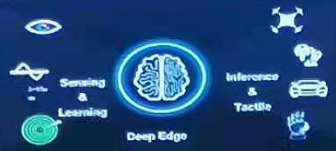 Sensing
&
Learning
Deep Edge
Inference
&
Tactile